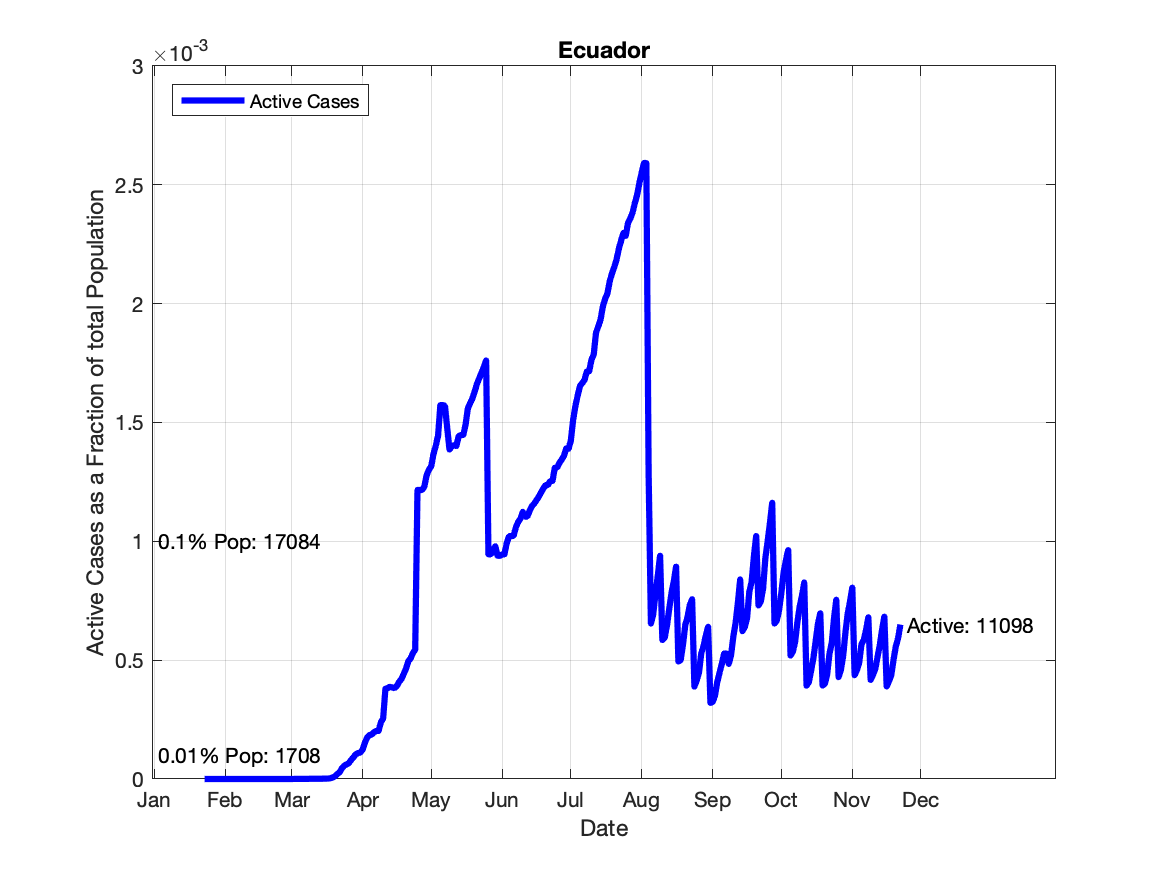 Ecuador
×10-3
3
Active Cases
2.5
2
1.5
1
0.5
0
0.1% Pop: 17084
0.01% Pop: 1708
Active: 11098
Active Cases as a Fraction of total Population
Jan Feb Mar Apr May Jun Jul Aug Sep Oct Nov Dec
Date